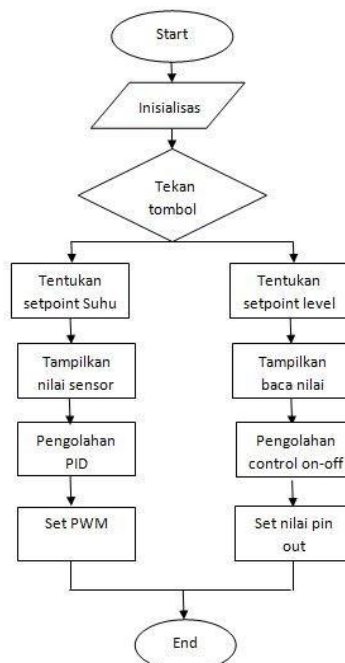 Start
Inisialisas
Tekan
tombol
Tentukan
setpoint Suhu
Tentukan
setpoint level
Tampilkan
nilai sensor
Tampilkan
baca nilai
Pengolahan
PID
Pengolahan
control on-off
Set PWM
Set nilai pin
out
End